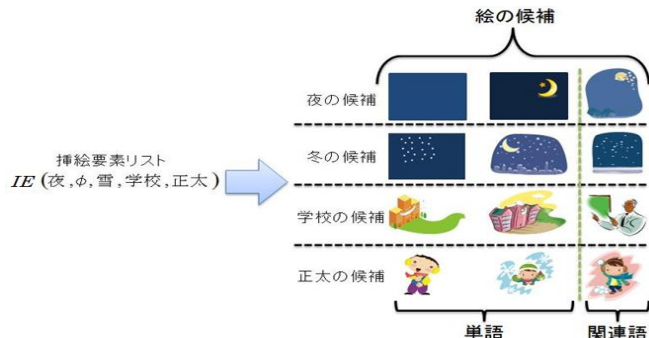 絵の候補
夜の候補
冬の候補
挿絵要素リスト
IE (夜,φ,雪,学校,正太)
学校の候補
正太の候補
単語
関連語